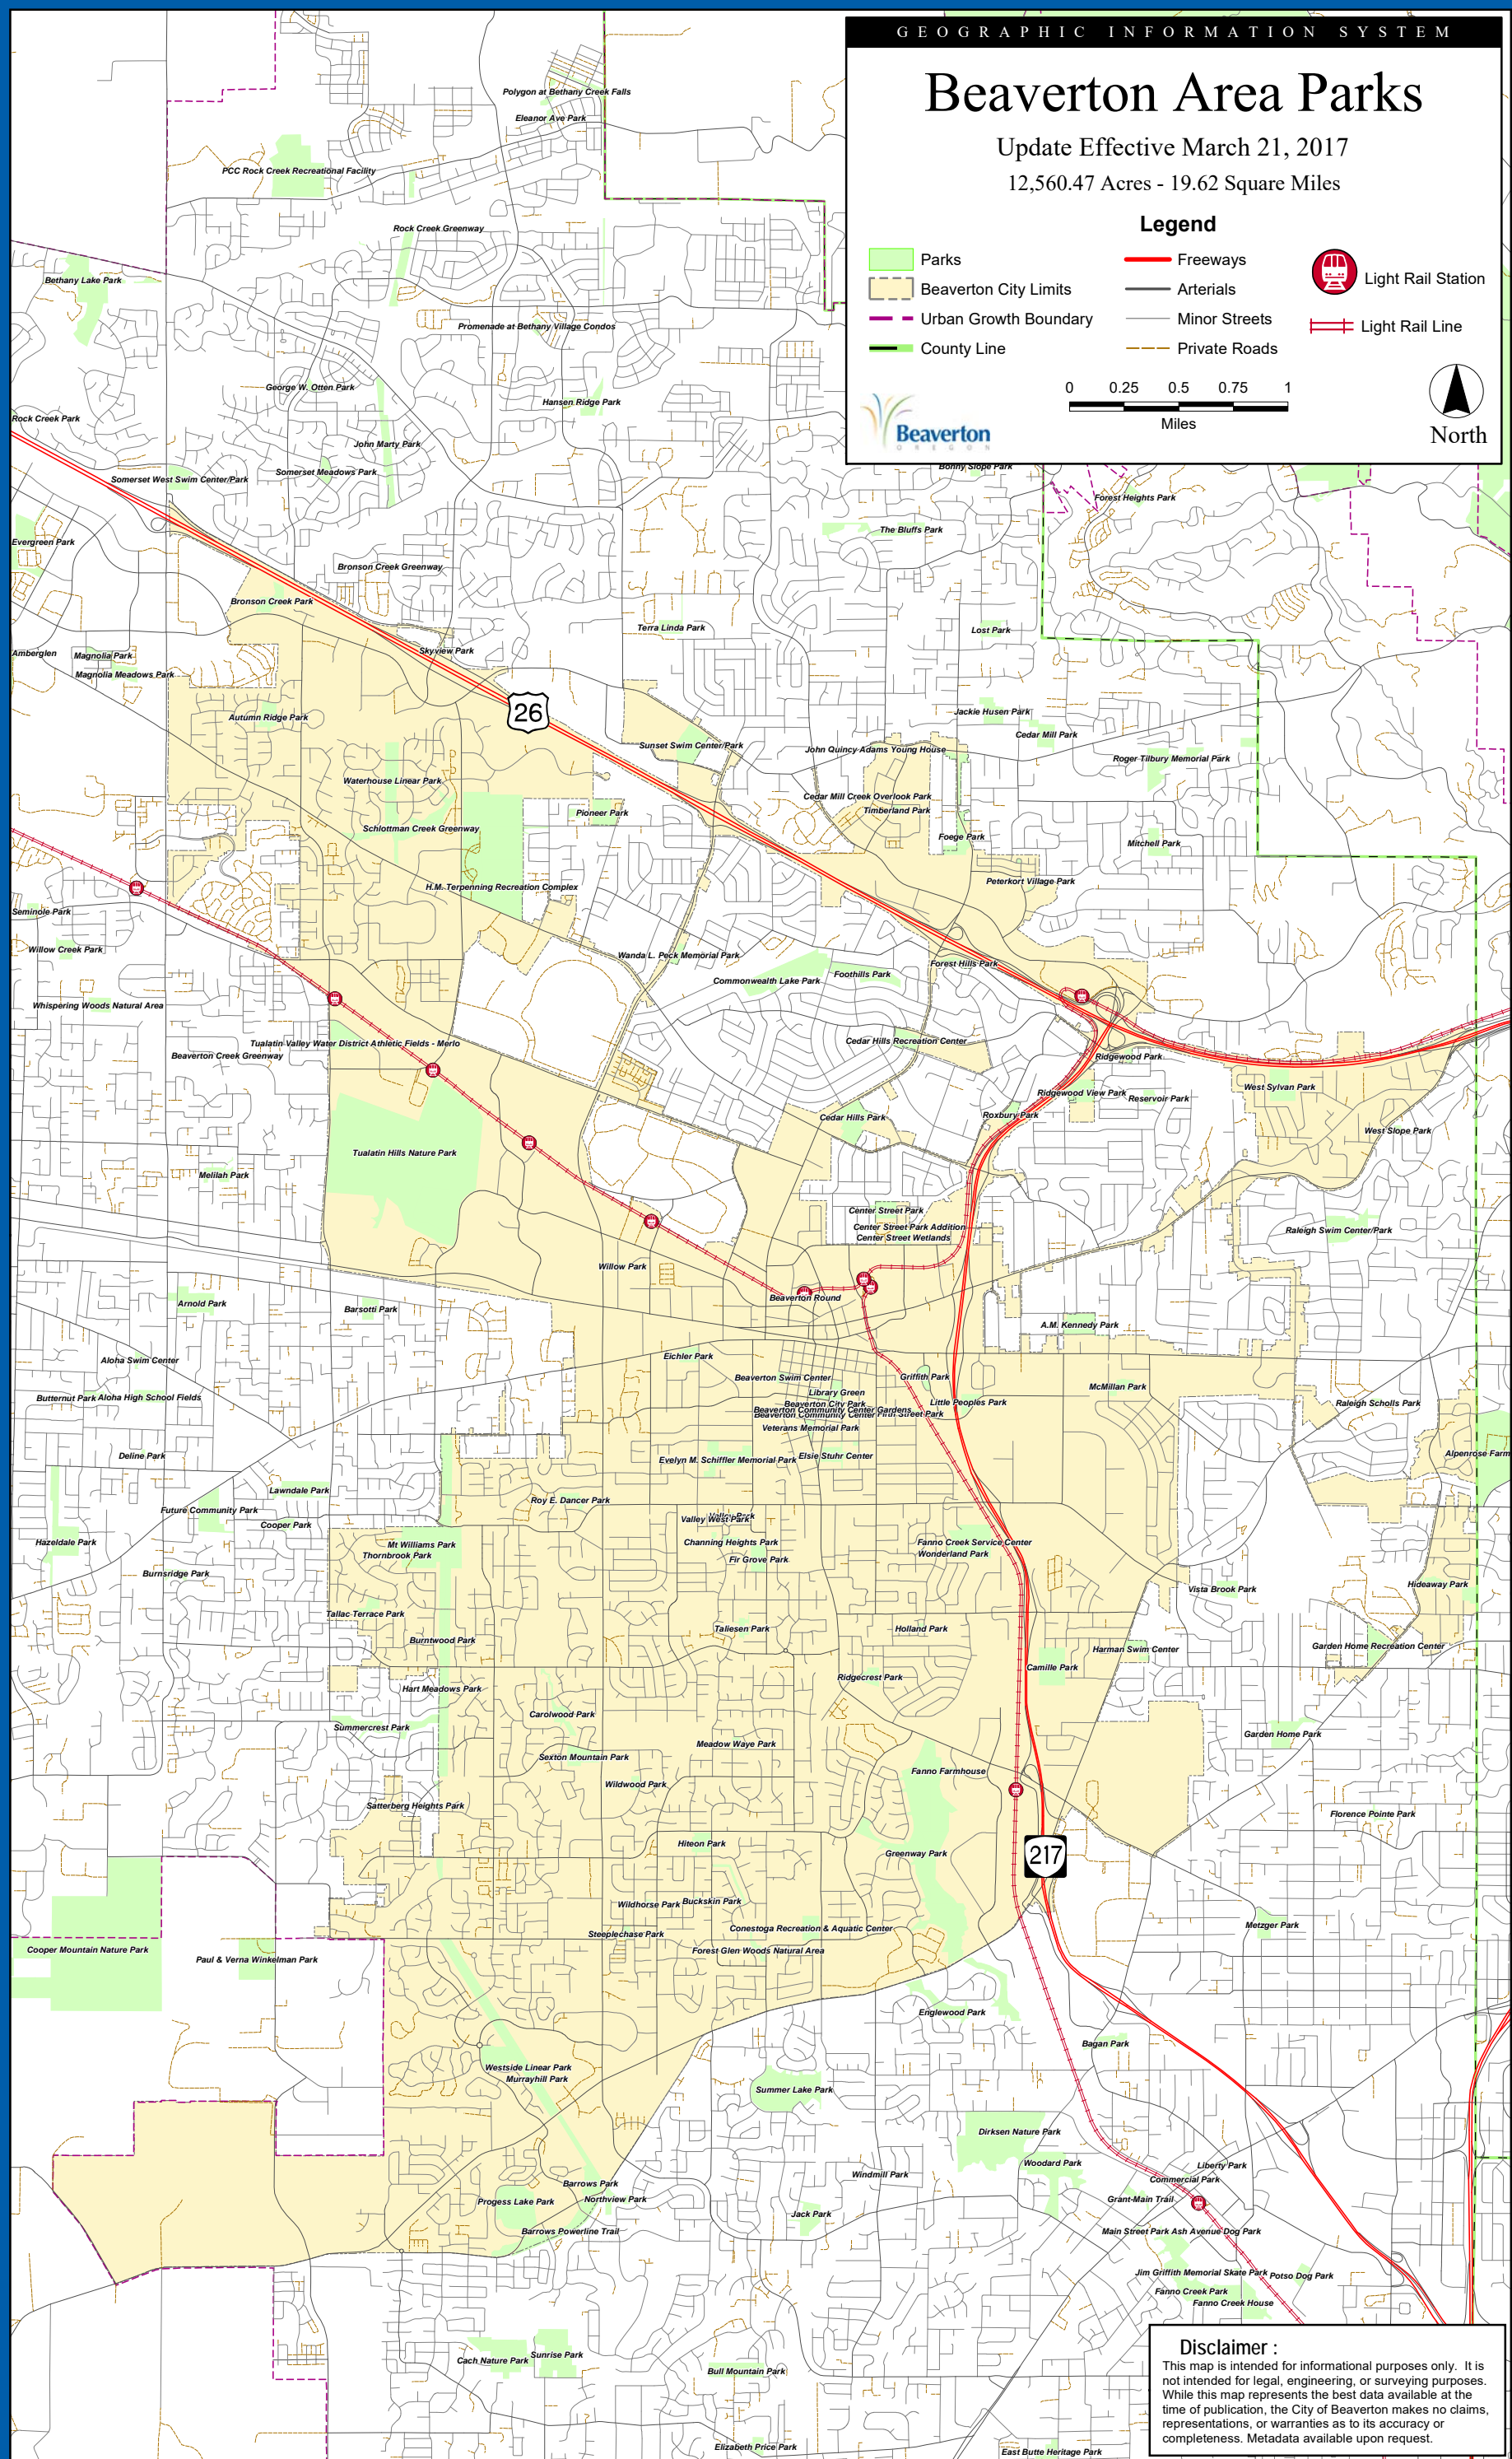 GEOGRAPHIC INFORMATION SYSTEM
Beaverton Area Parks
Update Effective March 21, 2017
12,560.47 Acres - 19.62 Square Miles
Legend
Parks
Beaverton City Limits
Urban Growth Boundary
County Line
Freeways
Arterials
Minor Streets
Private Roads
Light Rail Station
Light Rail Line
0 0.25 0.5 0.75 1
Miles
Beaverton
OREGON
North
Polygon at Bethany Creek Falls
Eleanor Ave Park
PCC Rock Creek Recreational Facility
Rock Creek Greenway
Bethany Lake Park
Promenade at Bethany Village Condos
George W. Otten Park
Hansen Ridge Park
Rock Creek Park
John Marty Park
Somerset Meadows Park
Somerset West Swim Center/Park
Bonny Slope Park
Forest Heights Park
The Bluffs Park
Evergreen Park
Bronson Creek Greenway
Bronson Creek Park
Terra Linda Park
Lost Park
Skyview Park
Amberglen
Magnolia Park
Magnolia Meadows Park
26
Autumn Ridge Park
Jackie Husen Park
Cedar Mill Park
Sunset Swim Center/Park
John Quincy Adams Young House
Roger Tilbury Memorial Park
Waterhouse Linear Park
Cedar Mill Creek Overlook Park
Timberland Park
Pioneer Park
Schlottman Creek Greenway
Foege Park
Mitchell Park
H.M. Terpenning Recreation Complex
Peterkort Village Park
Seminole Park
Willow Creek Park
Wanda L. Peck Memorial Park
Forest Hills Park
Foothills Park
Commonwealth Lake Park
Whispering Woods Natural Area
Tualatin Valley Water District Athletic Fields - Merlo
Cedar Hills Recreation Center
Beaverton Creek Greenway
Ridgewood Park
West Sylvan Park
Ridgewood View Park
Reservoir Park
Roxbury Park
Cedar Hills Park
West Slope Park
Tualatin Hills Nature Park
Melilah Park
Center Street Park
Center Street Park Addition
Center Street Wetlands
Raleigh Swim Center/Park
Willow Park
Beaverton Round
Arnold Park
Barsotti Park
A.M. Kennedy Park
Eichler Park
Aloha Swim Center
Beaverton Swim Center
Griffith Park
McMillan Park
Library Green
Butternut Park
Aloha High School Fields
Beaverton City Park
Little Peoples Park
Raleigh Scholls Park
Beaverton Community Center Gardens
Beaverton Community Center
Fifth Street Park
Veterans Memorial Park
Alpenrose Farm
Deline Park
Evelyn M. Schiffler Memorial Park
Elsie Stuhr Center
Lawndale Park
Roy E. Dancer Park
Future Community Park
Valley Park
Valley West Park
Cooper Park
Hazeldale Park
Mt Williams Park
Channing Heights Park
Fanno Creek Service Center
Thornbrook Park
Fir Grove Park
Wonderland Park
Burnsridge Park
Vista Brook Park
Hideaway Park
Tallac Terrace Park
Taliesen Park
Holland Park
Burntwood Park
Harman Swim Center
Garden Home Recreation Center
Camille Park
Ridgecrest Park
Hart Meadows Park
Carolwood Park
Summercrest Park
Garden Home Park
Meadow Waye Park
Sexton Mountain Park
Fanno Farmhouse
Wildwood Park
Satterberg Heights Park
Florence Pointe Park
Hiteon Park
Greenway Park
217
Wildhorse Park
Buckskin Park
Metzger Park
Conestoga Recreation & Aquatic Center
Steeplechase Park
Forest Glen Woods Natural Area
Cooper Mountain Nature Park
Paul & Verna Winkelman Park
Englewood Park
Bagan Park
Westside Linear Park
Murrayhill Park
Summer Lake Park
Dirksen Nature Park
Woodard Park
Liberty Park
Windmill Park
Commercial Park
Barrows Park
Northview Park
Progess Lake Park
Grant-Main Trail
Jack Park
Barrows Powerline Trail
Main Street Park
Ash Avenue Dog Park
Jim Griffith Memorial Skate Park
Potso Dog Park
Fanno Creek Park
Fanno Creek House
Sunrise Park
Cach Nature Park
Bull Mountain Park
Elizabeth Price Park
East Butte Heritage Park
Disclaimer :
This map is intended for informational purposes only. It is
not intended for legal, engineering, or surveying purposes.
While this map represents the best data available at the
time of publication, the City of Beaverton makes no claims,
representations, or warranties as to its accuracy or
completeness. Metadata available upon request.